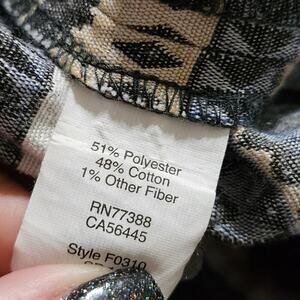 51% Polyester
48% Cotton
1% Other Fiber
RN77388
CA56445
Style F0310